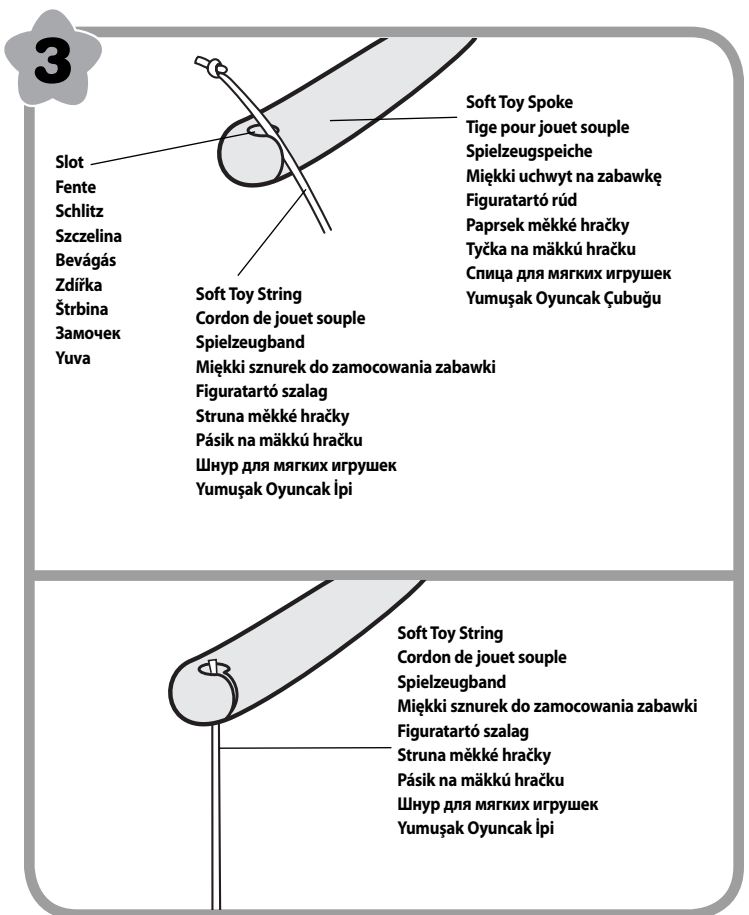 3
Soft Toy Spoke
Tige pour jouet souple
Spielzeugspeiche
Miękki uchwyt na zabawkę
Figuratartó rúd
Paprsek měkké hračky
Tyčka na mäkkú hračku
Спица для мягких игрушек
Yumuşak Oyuncak Çubuğu
Slot
Fente
Schlitz
Szczelina
Bevágás
Zdířka
Štrbina
Замочек
Yuva
Soft Toy String
Cordon de jouet souple
Spielzeugband
Miękki sznurek do zamocowania zabawki
Figuratartó szalag
Struna měkké hračky
Pásik na mäkkú hračku
Шнур для мягких игрушек
Yumuşak Oyuncak İpi
Soft Toy String
Cordon de jouet souple
Spielzeugband
Miękki sznurek do zamocowania zabawki
Figuratartó szalag
Struna měkké hračky
Pásik na mäkkú hračku
Шнур для мягких игрушек
Yumuşak Oyuncak İpi